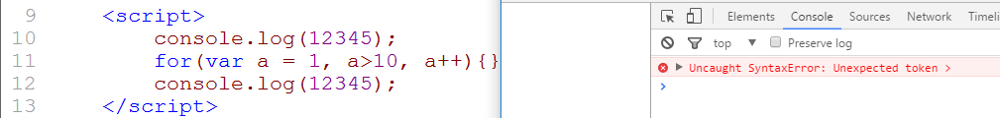 9 <script>
10 console.log(12345);
11 for(var a = 1, a>10, a++){}
12 console.log(12345);
13 </script>
Elements Console Sources Network Timeli
top ▼ Preserve log
Uncaught SyntaxError: Unexpected token >
>